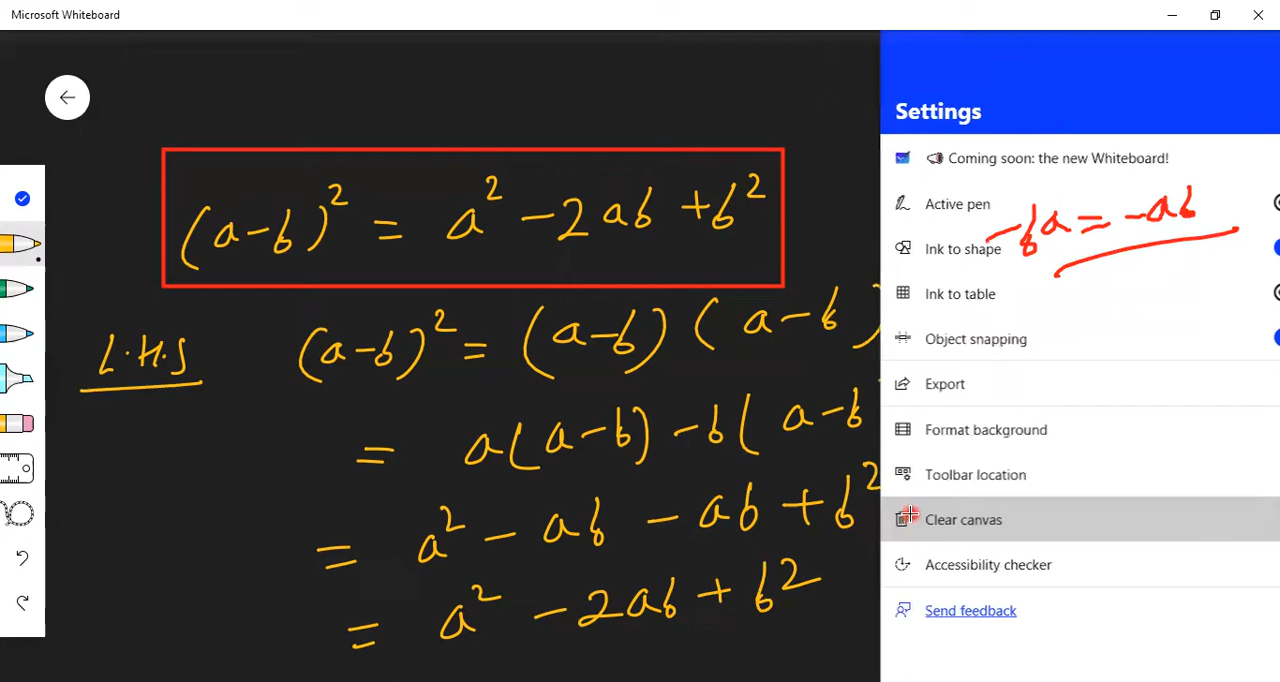 Microsoft Whiteboard
(a-b)² = a² - 2ab + b²
L.H.S (a-b)² = (a-b) (a-b)
= a(a-b) - b(a-b
= a² - ab - ab + b²
= a² - 2ab + b²
Settings
Coming soon: the new Whiteboard!
Active pen
-ba = -ab
Ink to shape
Ink to table
Object snapping
Export
Format background
Toolbar location
Clear canvas
Accessibility checker
Send feedback